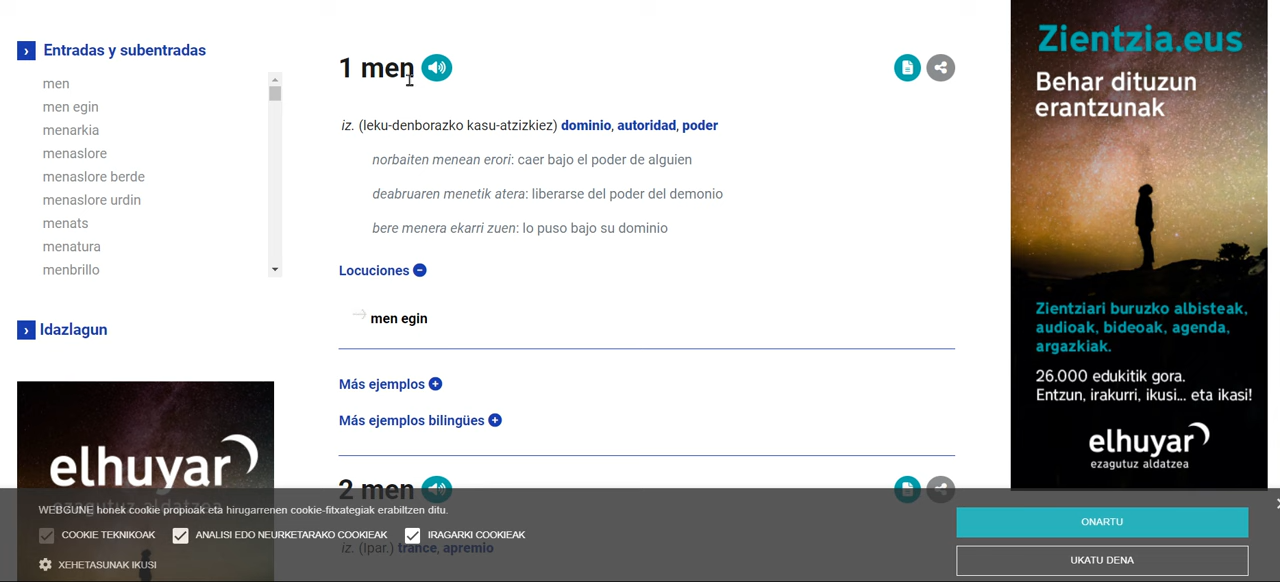 Entradas y subentradas
men
men egin
menarkia
menaslore
menaslore berde
menaslore urdin
menats
menatura
menbrillo
Idazlagun
elhuyar
ezagutuz aldatzea
1 men
iz. (leku-denborazko kasu-atzizkiez) dominio, autoridad, poder
norbaiten menean erori: caer bajo el poder de alguien
deabruaren menetik atera: liberarse del poder del demonio
bere menera ekarri zuen: lo puso bajo su dominio
Locuciones
men egin
Más ejemplos
Más ejemplos bilingües
2 men
iz. (Ipar.) trance, apremio
Zientzia.eus
Behar dituzun
erantzunak
Zientziari buruzko albisteak,
audioak, bideoak, agenda,
argazkiak.
26.000 edukitik gora.
Entzun, irakurri, ikusi... eta ikasi!
elhuyar
ezagutuz aldatzea
WEBGUNE honek cookie propioak eta hirugarrenen cookie-fitxategiak erabiltzen ditu.
COOKIE TEKNIKOAK
ANALISI EDO NEURKETARAKO COOKIEAK
IRAGARKI COOKIEAK
XEHETASUNAK IKUSI
ONARTU
UKATU DENA